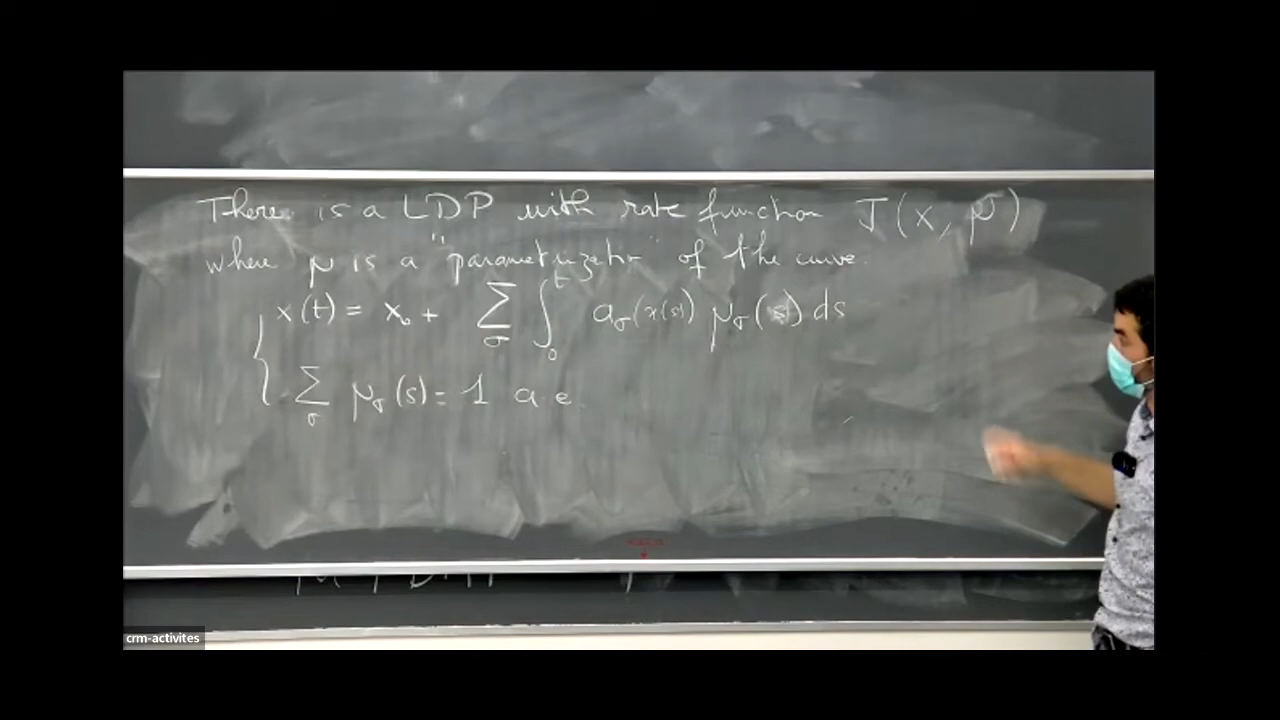 There is a LDP with rate function J(x, μ)
where μ is a "parametrization" of the curve.
x(t) = x₀ + ∑_σ ∫₀ᵗ a_σ(x(s)) μ_σ(s) ds
∑_σ μ_σ(s) = 1 a.e.
crm-activites